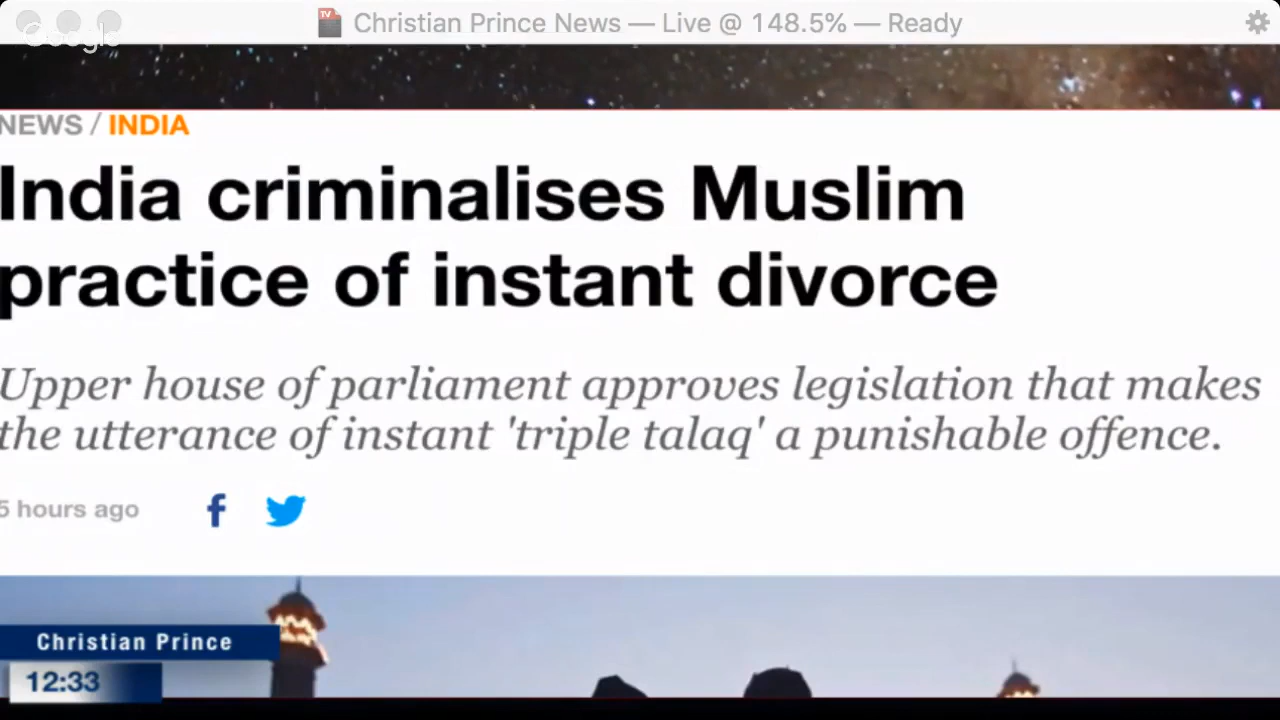 TV
Christian Prince News — Live @ 148.5% — Ready
Google
NEWS / INDIA
India criminalises Muslim
practice of instant divorce
Upper house of parliament approves legislation that makes
the utterance of instant 'triple talaq' a punishable offence.
5 hours ago
Christian Prince
12:33